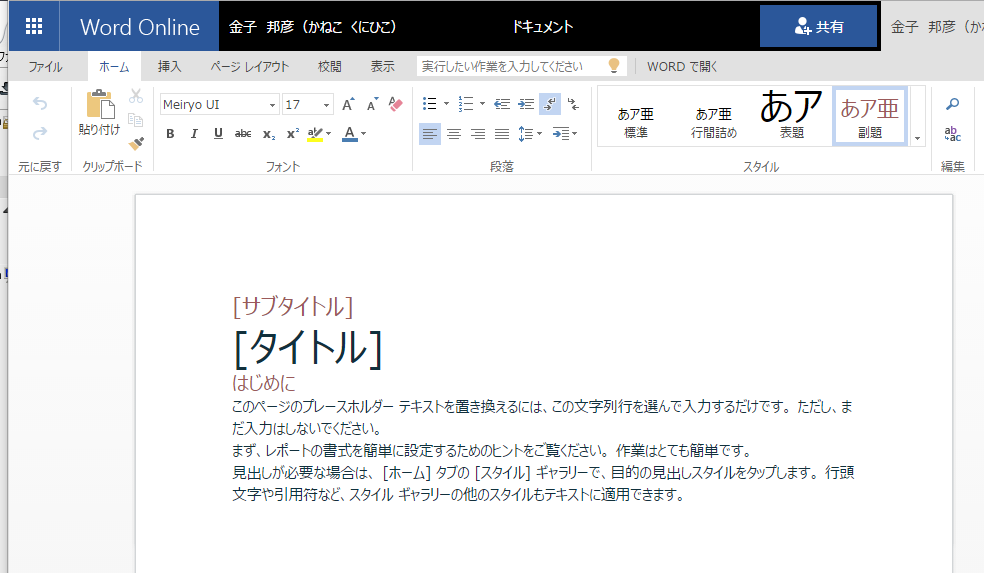 Word Online
金子 邦彦（かねこ くにひこ）
ドキュメント
共有
金子 邦彦（か
ファイル ホーム 挿入 ページ レイアウト 校閲 表示 実行したい作業を入力してください WORD で開く
Meiryo UI 17
貼り付け
B I U abc x₂ x² aby A
あア亜 あア亜 あア あア亜
標準 行間詰め 表題 副題
元に戻す クリップボード フォント 段落 スタイル 編集
[サブタイトル]
[タイトル]
はじめに
このページのプレースホルダー テキストを置き換えるには、この文字列行を選んで入力するだけです。ただし、ま
だ入力はしないでください。
まず、レポートの書式を簡単に設定するためのヒントをご覧ください。作業はとても簡単です。
見出しが必要な場合は、[ホーム] タブの [スタイル] ギャラリーで、目的の見出しスタイルをタップします。行頭
文字や引用符など、スタイル ギャラリーの他のスタイルもテキストに適用できます。